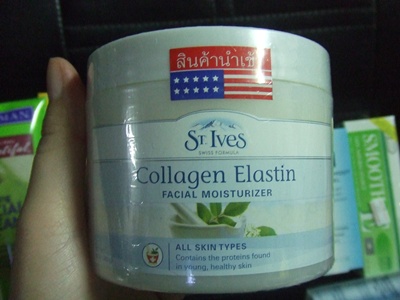 สินค้านำเข้า
ST. IVES
SWISS FORMULA
Collagen Elastin
FACIAL MOISTURIZER
ALL SKIN TYPES
Contains the proteins found
in young, healthy skin
SMOOTH